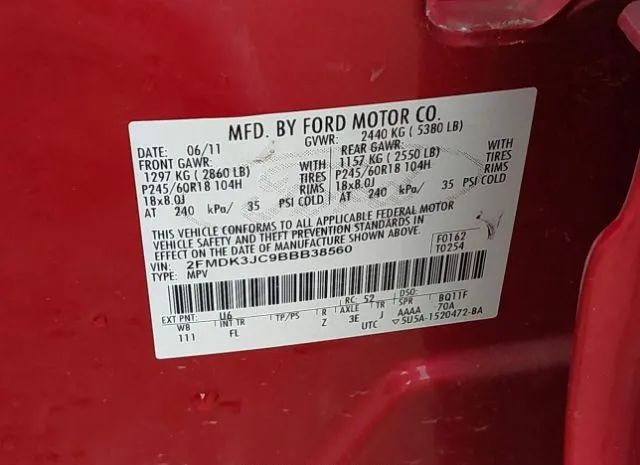 MFD. BY FORD MOTOR CO.
DATE: 06/11 GVWR: 2440 KG ( 5380 LB)
FRONT GAWR: REAR GAWR:
1297 KG ( 2860 LB) WITH 1157 KG ( 2550 LB) WITH
P245/60R18 104H TIRES P245/60R18 104H TIRES
18x8.0J RIMS 18x8.0J RIMS
AT 240 kPa/ 35 PSI COLD AT 240 kPa/ 35 PSI COLD
THIS VEHICLE CONFORMS TO ALL APPLICABLE FEDERAL MOTOR
VEHICLE SAFETY AND THEFT PREVENTION STANDARDS IN
EFFECT ON THE DATE OF MANUFACTURE SHOWN ABOVE.
VIN: 2FMDK3JC9BBB38560 F0162
TYPE: MPV T0254
EXT PNT: U6 RC: 52 DSO:
WB INT TR TP/PS R AXLE TR SPR BQ11F
111 FL Z 3E J AAAA -70A
UTC ▽5U5A-1520472-BA